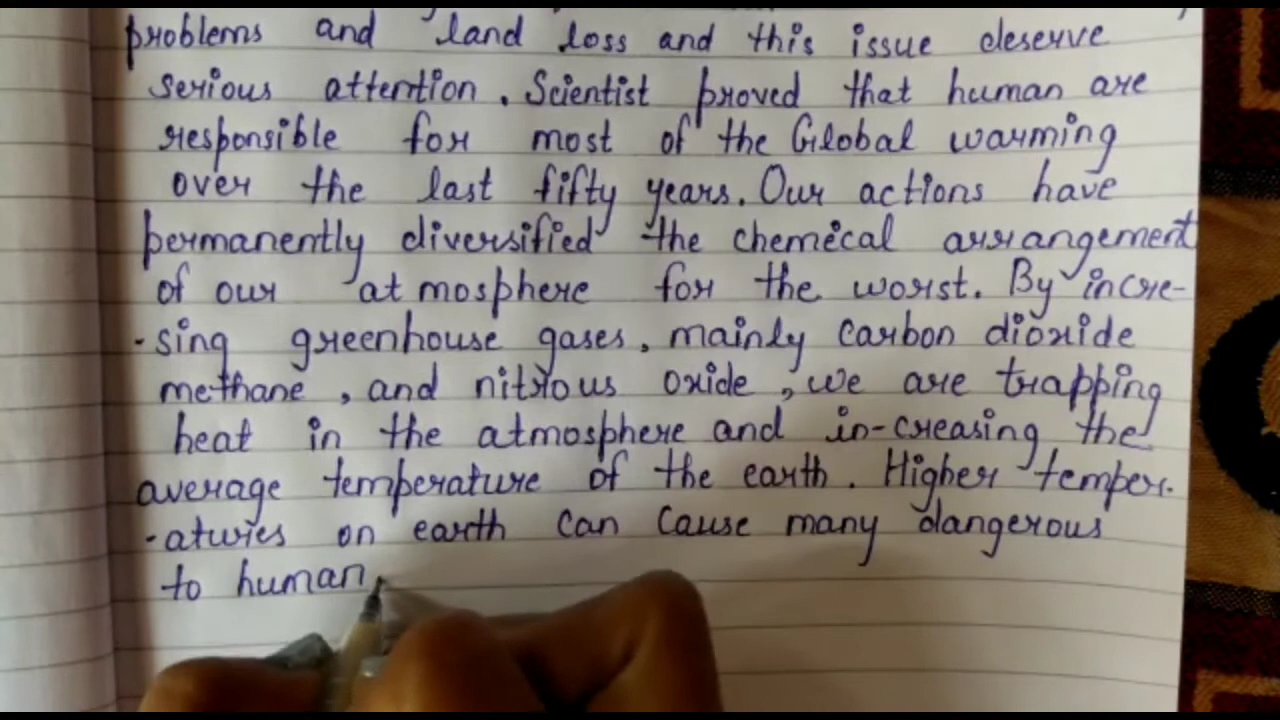 problems and land loss and this issue deserve
serious attention. Scientist proved that human are
responsible for most of the Global warming
over the last fifty years. Our actions have
permanently diversified the chemecal arrangement
of our atmosphere for the worst. By incre-
-sing greenhouse gases, mainly carbon dioxide
methane, and nitrous oxide, we are trapping
heat in the atmosphere and in-creasing the
average temperature of the earth. Higher temper-
-atures on earth can cause many dangerous
to human